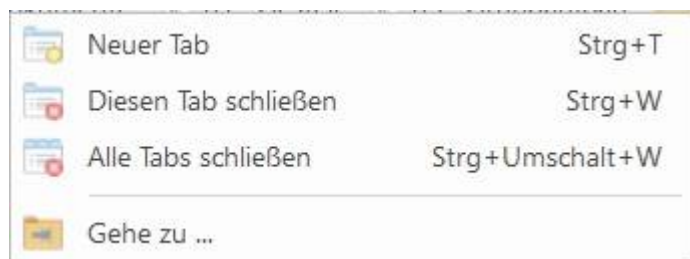 Neuer Tab Strg+T
Diesen Tab schließen Strg+W
Alle Tabs schließen Strg+Umschalt+W
Gehe zu ...